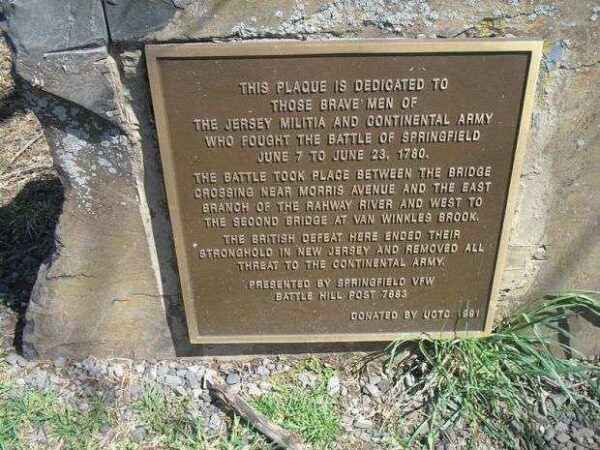 THIS PLAQUE IS DEDICATED TO
THOSE BRAVE MEN OF
THE JERSEY MILITIA AND CONTINENTAL ARMY
WHO FOUGHT THE BATTLE OF SPRINGFIELD
JUNE 7 TO JUNE 23, 1780.
THE BATTLE TOOK PLACE BETWEEN THE BRIDGE
CROSSING NEAR MORRIS AVENUE AND THE EAST
BRANCH OF THE RAHWAY RIVER AND WEST TO
THE SECOND BRIDGE AT VAN WINKLES BROOK.
THE BRITISH DEFEAT HERE ENDED THEIR
STRONGHOLD IN NEW JERSEY AND REMOVED ALL
THREAT TO THE CONTINENTAL ARMY.
PRESENTED BY SPRINGFIELD VFW
BATTLE HILL POST 7683
DONATED BY UCTC 1991